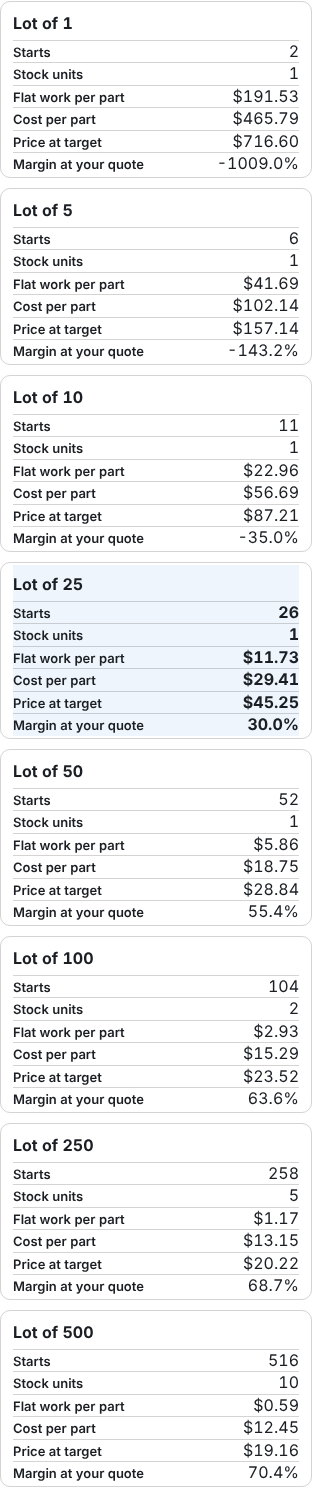 Lot of 1
Starts 2
Stock units 1
Flat work per part $191.53
Cost per part $465.79
Price at target $716.60
Margin at your quote -1009.0%
Lot of 5
Starts 6
Stock units 1
Flat work per part $41.69
Cost per part $102.14
Price at target $157.14
Margin at your quote -143.2%
Lot of 10
Starts 11
Stock units 1
Flat work per part $22.96
Cost per part $56.69
Price at target $87.21
Margin at your quote -35.0%
Lot of 25
Starts 26
Stock units 1
Flat work per part $11.73
Cost per part $29.41
Price at target $45.25
Margin at your quote 30.0%
Lot of 50
Starts 52
Stock units 1
Flat work per part $5.86
Cost per part $18.75
Price at target $28.84
Margin at your quote 55.4%
Lot of 100
Starts 104
Stock units 2
Flat work per part $2.93
Cost per part $15.29
Price at target $23.52
Margin at your quote 63.6%
Lot of 250
Starts 258
Stock units 5
Flat work per part $1.17
Cost per part $13.15
Price at target $20.22
Margin at your quote 68.7%
Lot of 500
Starts 516
Stock units 10
Flat work per part $0.59
Cost per part $12.45
Price at target $19.16
Margin at your quote 70.4%